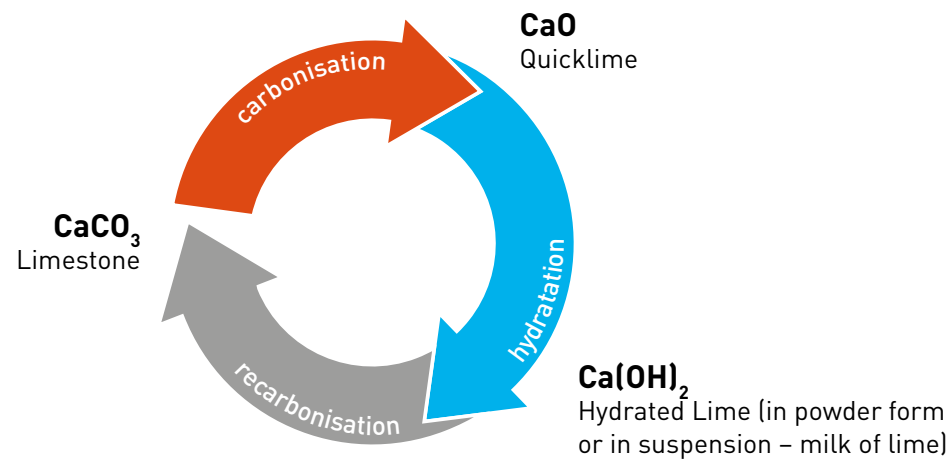 CaO
Quicklime
carbonisation
CaCO₃
Limestone
hydratation
recarbonisation
Ca(OH)₂
Hydrated Lime (in powder form
or in suspension – milk of lime)